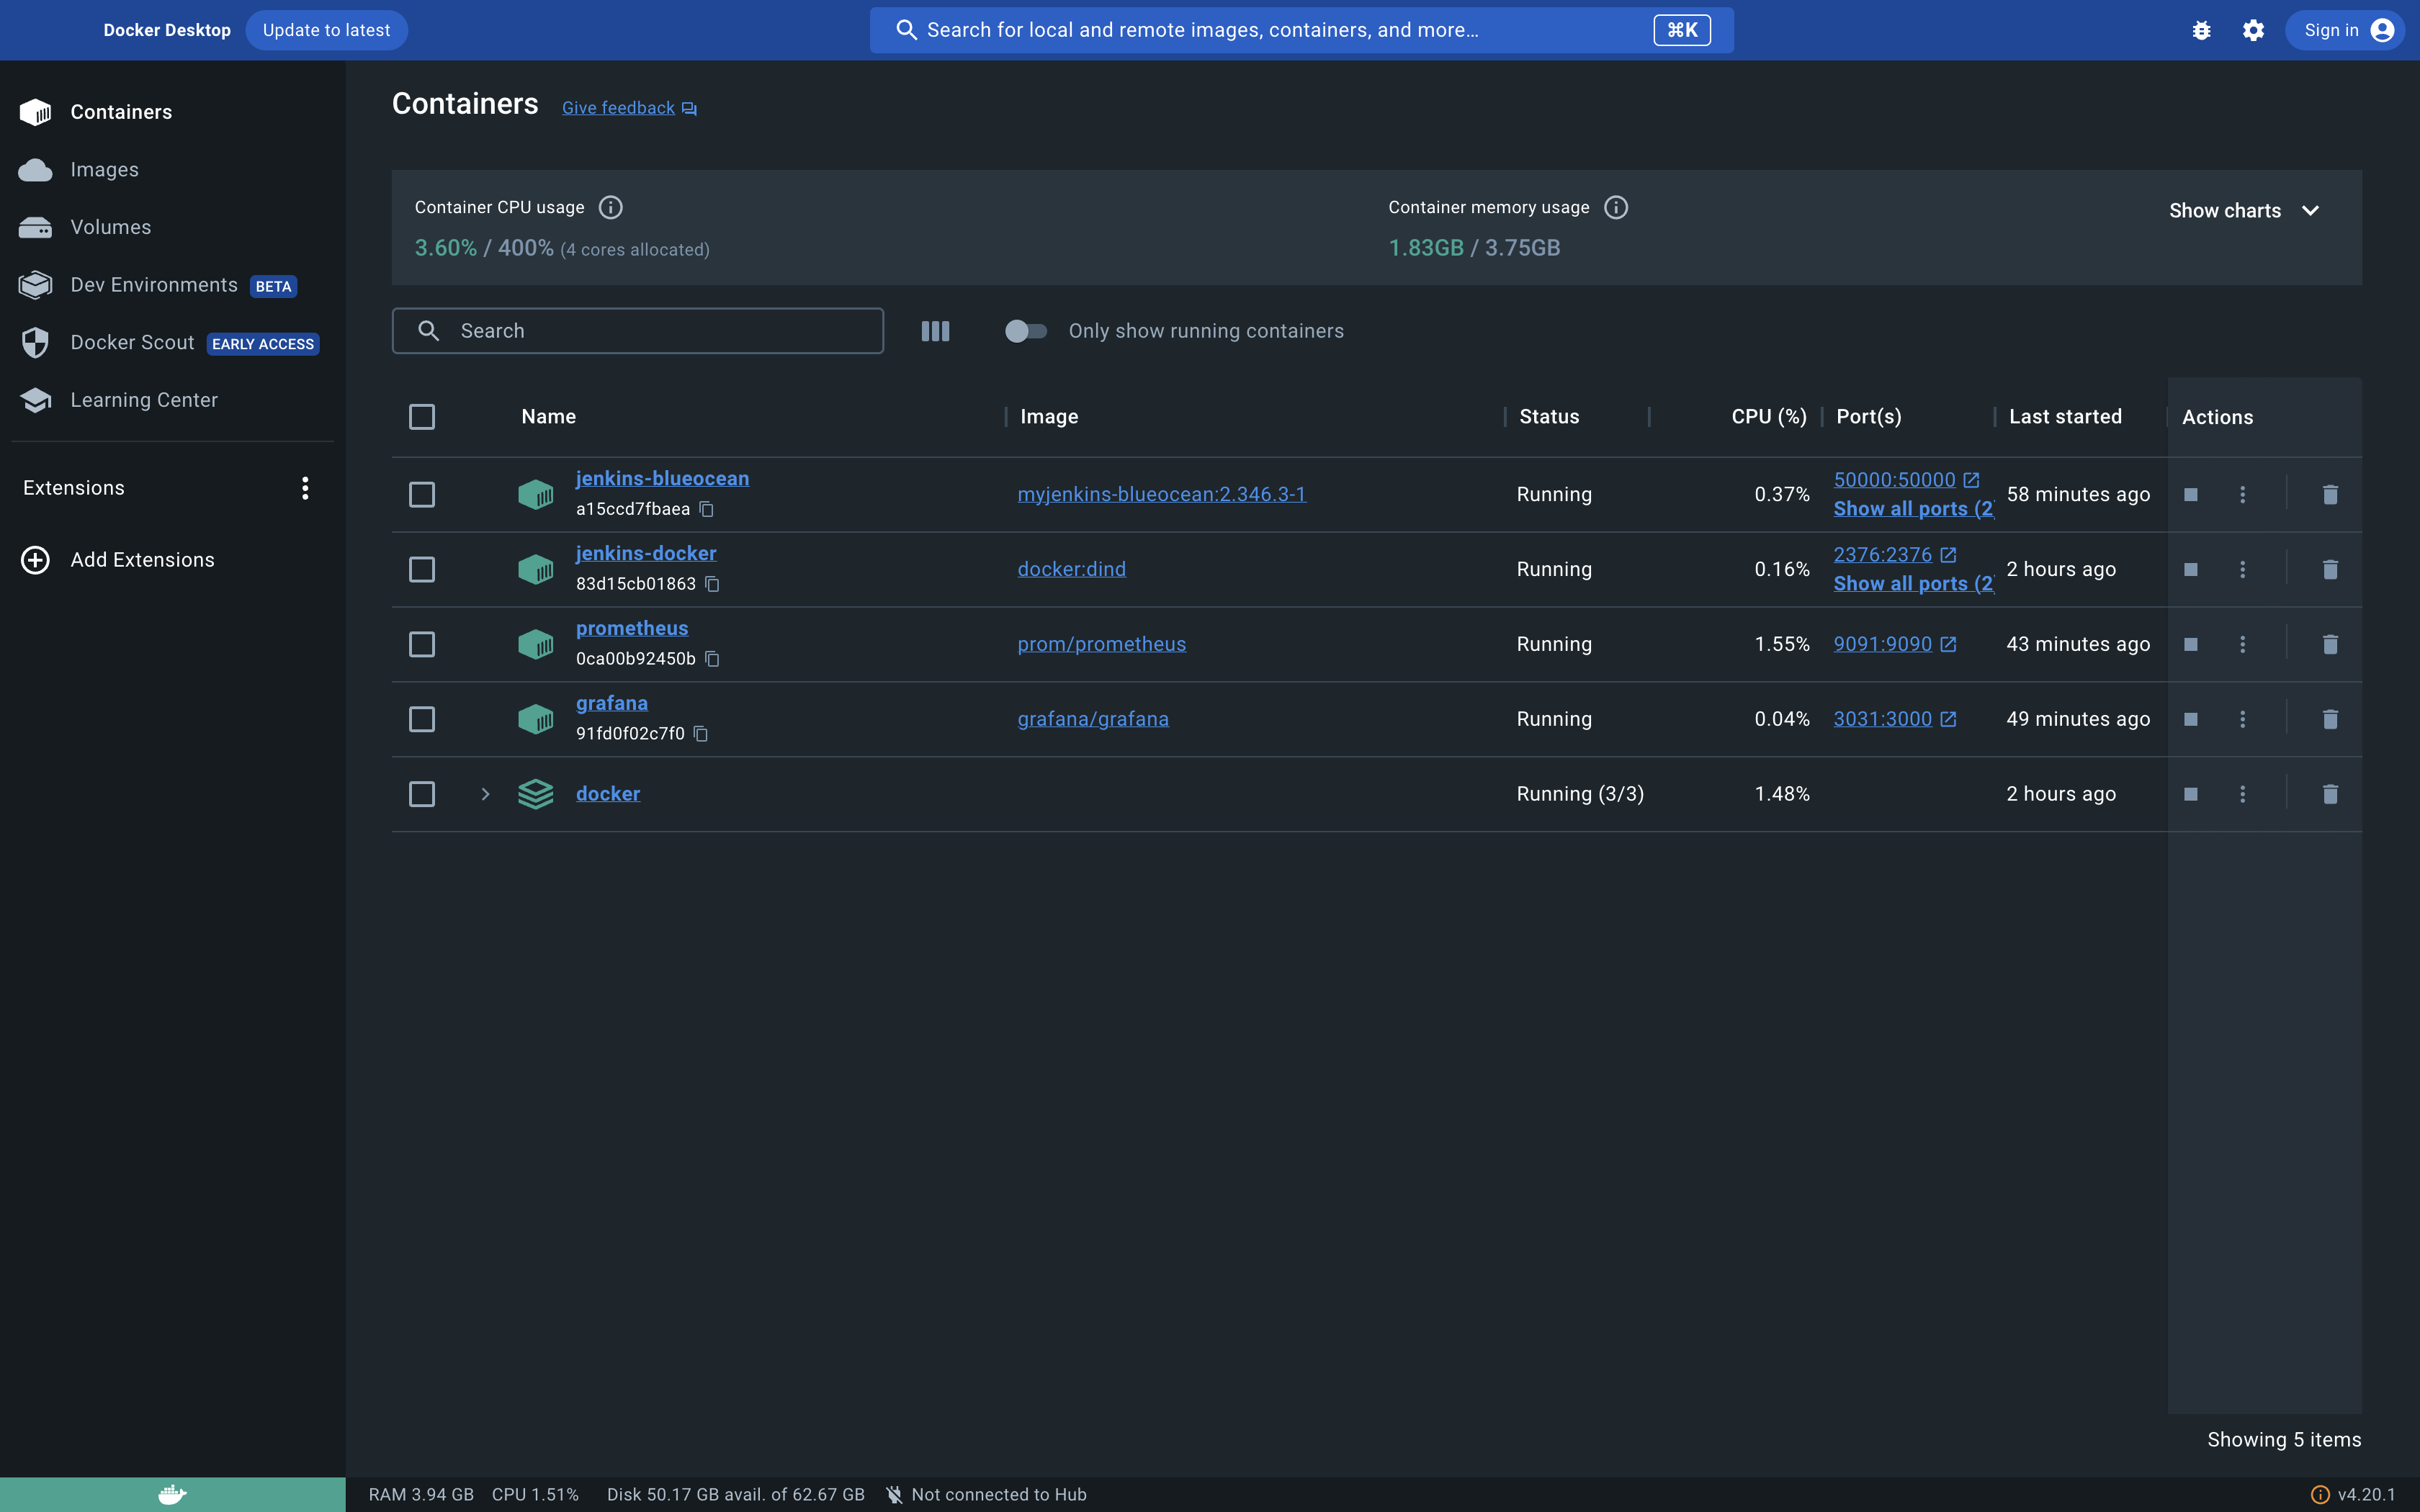 Docker Desktop
Update to latest
Search for local and remote images, containers, and more...
⌘K
Sign in
Containers
Images
Volumes
Dev Environments BETA
Docker Scout EARLY ACCESS
Learning Center
Extensions
Add Extensions
Containers Give feedback
Container CPU usage
3.60% / 400% (4 cores allocated)
Container memory usage
1.83GB / 3.75GB
Show charts
Search
Only show running containers
Name Image Status CPU (%) Port(s) Last started Actions
jenkins-blueocean
a15ccd7fbaea
myjenkins-blueocean:2.346.3-1
Running
0.37%
50000:50000
Show all ports (2
58 minutes ago
jenkins-docker
83d15cb01863
docker:dind
Running
0.16%
2376:2376
Show all ports (2
2 hours ago
prometheus
0ca00b92450b
prom/prometheus
Running
1.55%
9091:9090
43 minutes ago
grafana
91fd0f02c7f0
grafana/grafana
Running
0.04%
3031:3000
49 minutes ago
docker
Running (3/3)
1.48%
2 hours ago
Showing 5 items
RAM 3.94 GB CPU 1.51% Disk 50.17 GB avail. of 62.67 GB Not connected to Hub
v4.20.1